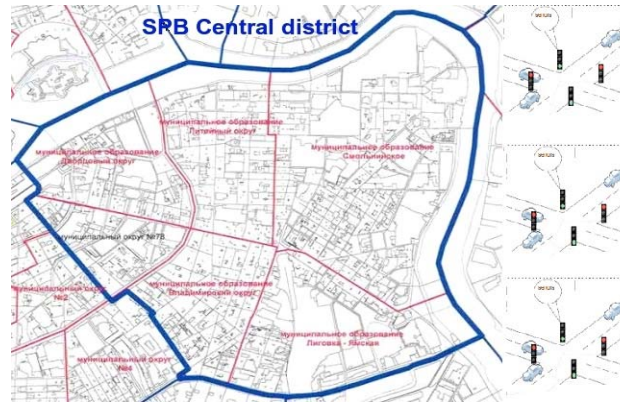 SPB Central district
муниципальное образование
Литейный округ
муниципальное образование
Дворцовый округ
муниципальное образование
Смольнинское
муниципальный округ №78
муниципальный округ
№2
муниципальное образование
Владимирский округ
муниципальное образование
Лиговка - Ямская
муниципальный округ
№4